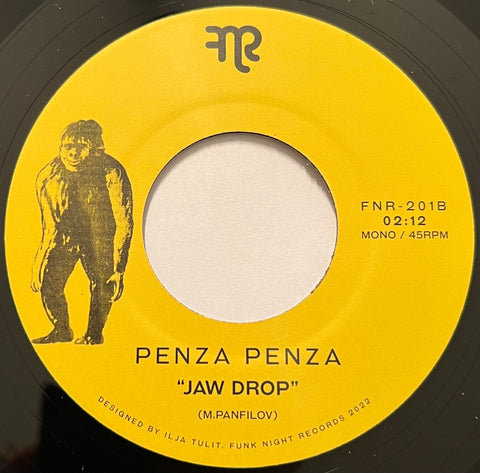 FNR
FNR-201B
02:12
MONO / 45RPM
PENZA PENZA
“JAW DROP”
(M.PANFILOV)
DESIGNED BY ILJA TULIT, FUNK NIGHT RECORDS 2022